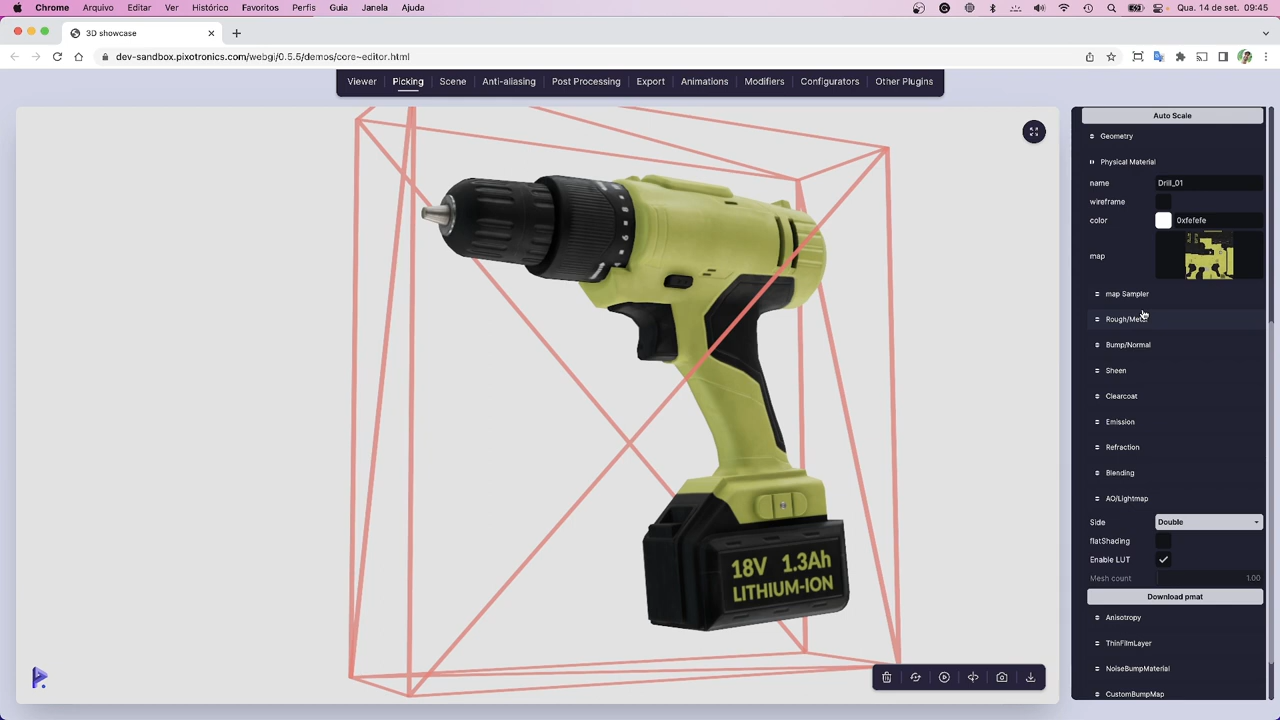 Chrome Arquivo Editar Ver Histórico Favoritos Perfis Guia Janela Ajuda Qua. 14 de set. 09:45
3D showcase
dev-sandbox.pixotronics.com/webgi/0.5.5/demos/core-editor.html
Viewer Picking Scene Anti-aliasing Post Processing Export Animations Modifiers Configurators Other Plugins
Auto Scale
Geometry
Physical Material
name Drill_01
wireframe
color 0xfefefe
map
map Sampler
Rough/Metal
Bump/Normal
Sheen
Clearcoat
Emission
Refraction
Blending
AO/Lightmap
Side Double
flatShading
Enable LUT
Mesh count 1.00
Download pmat
Anisotropy
ThinFilmLayer
NoiseBumpMaterial
CustomBumpMap
18V 1.3Ah
LITHIUM-ION